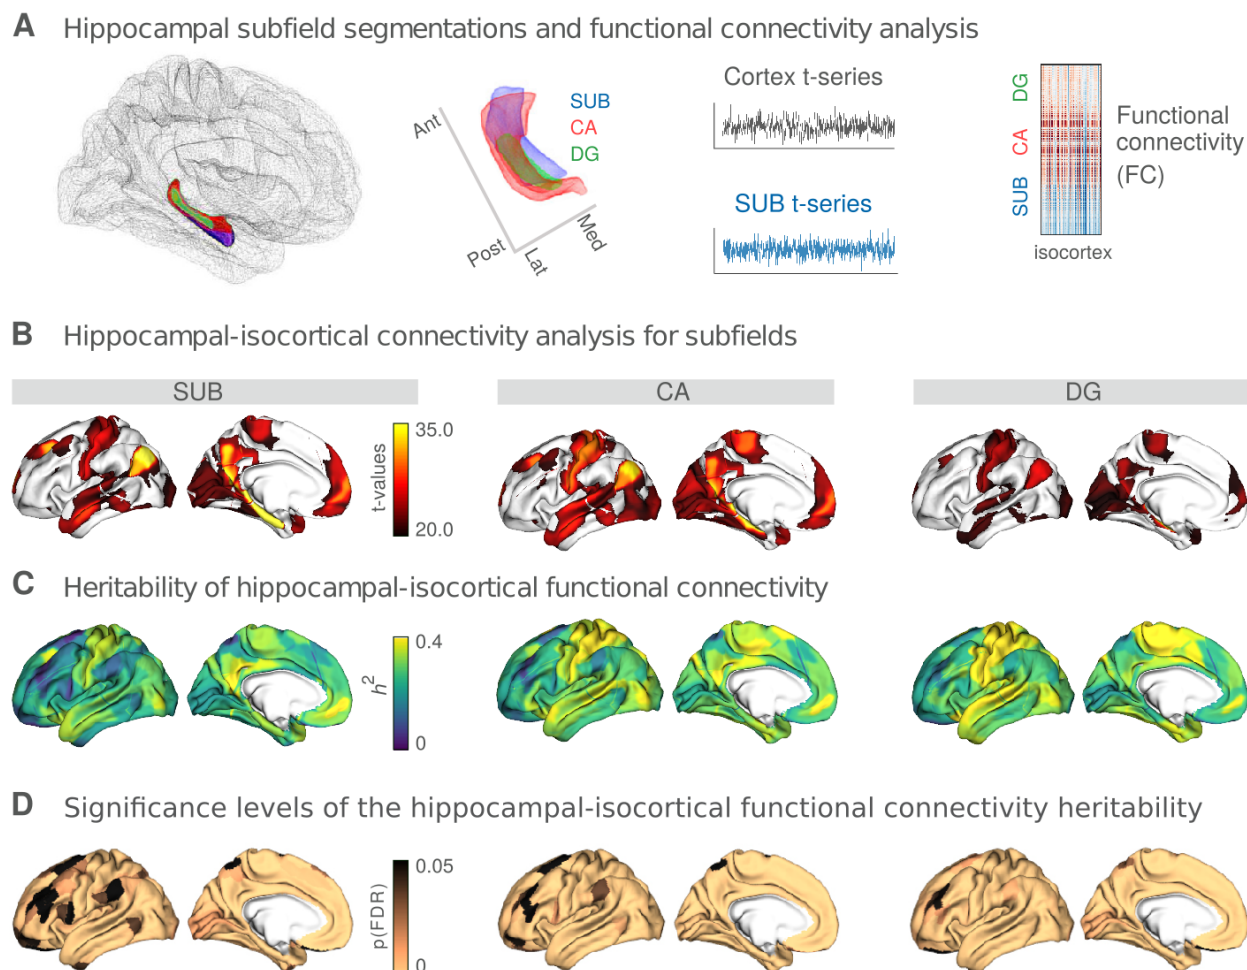 A Hippocampal subfield segmentations and functional connectivity analysis
Ant
Post
Lat
Med
SUB
CA
DG
Cortex t-series
SUB t-series
DG
CA
SUB
isocortex
Functional
connectivity
(FC)
B Hippocampal-isocortical connectivity analysis for subfields
SUB
CA
DG
t-values
35.0
20.0
C Heritability of hippocampal-isocortical functional connectivity
h²
0.4
0
D Significance levels of the hippocampal-isocortical functional connectivity heritability
p(FDR)
0.05
0